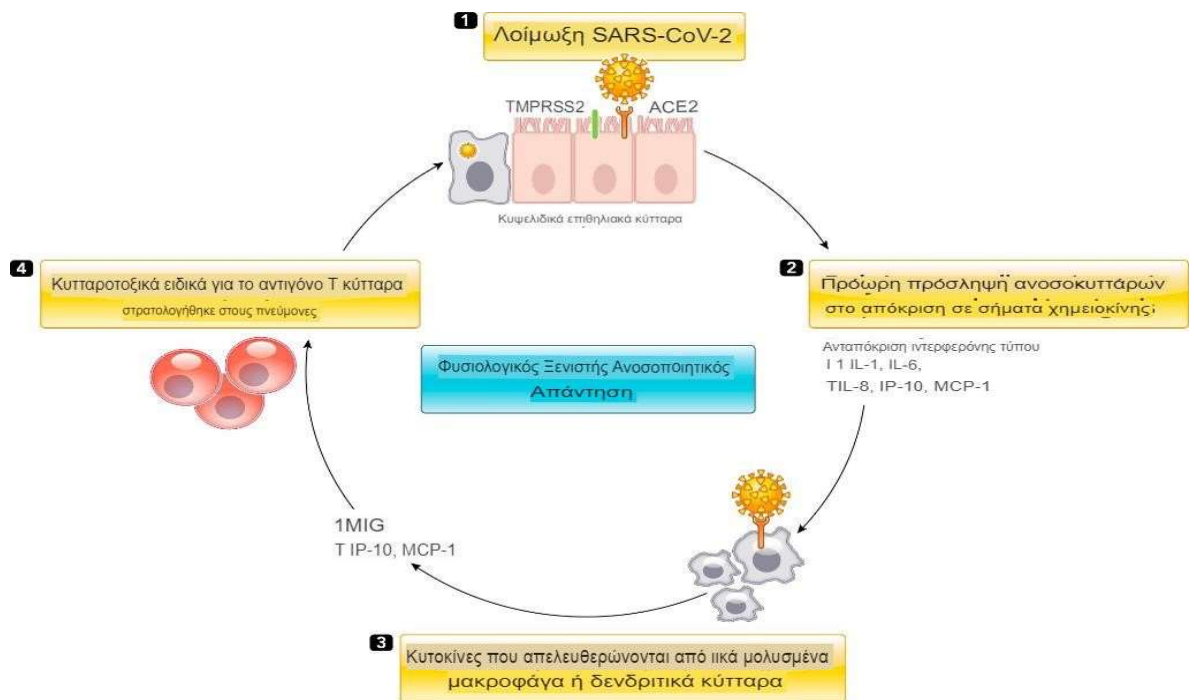 1
Λοίμωξη SARS-CoV-2
TMPRSS2
ACE2
Κυψελιδικά επιθηλιακά κύτταρα
2
Πρόωρη πρόσληψη ανοσοκυττάρων
στο απόκριση σε σήματα χημειοκίνης;
Ανταπόκριση ιντερφερόνης τύπου
Ι 1 IL-1, IL-6,
TIL-8, IP-10, MCP-1
4
Κυτταροτοξικά ειδικά για το αντιγόνο Τ κύτταρα
στρατολογήθηκε στους πνεύμονες
Φυσιολογικός Ξενιστής Ανοσοποιητικός
Απάντηση
1MIG
T IP-10, MCP-1
3
Κυτοκίνες που απελευθερώνονται από ιικά μολυσμένα
μακροφάγα ή δενδριτικά κύτταρα